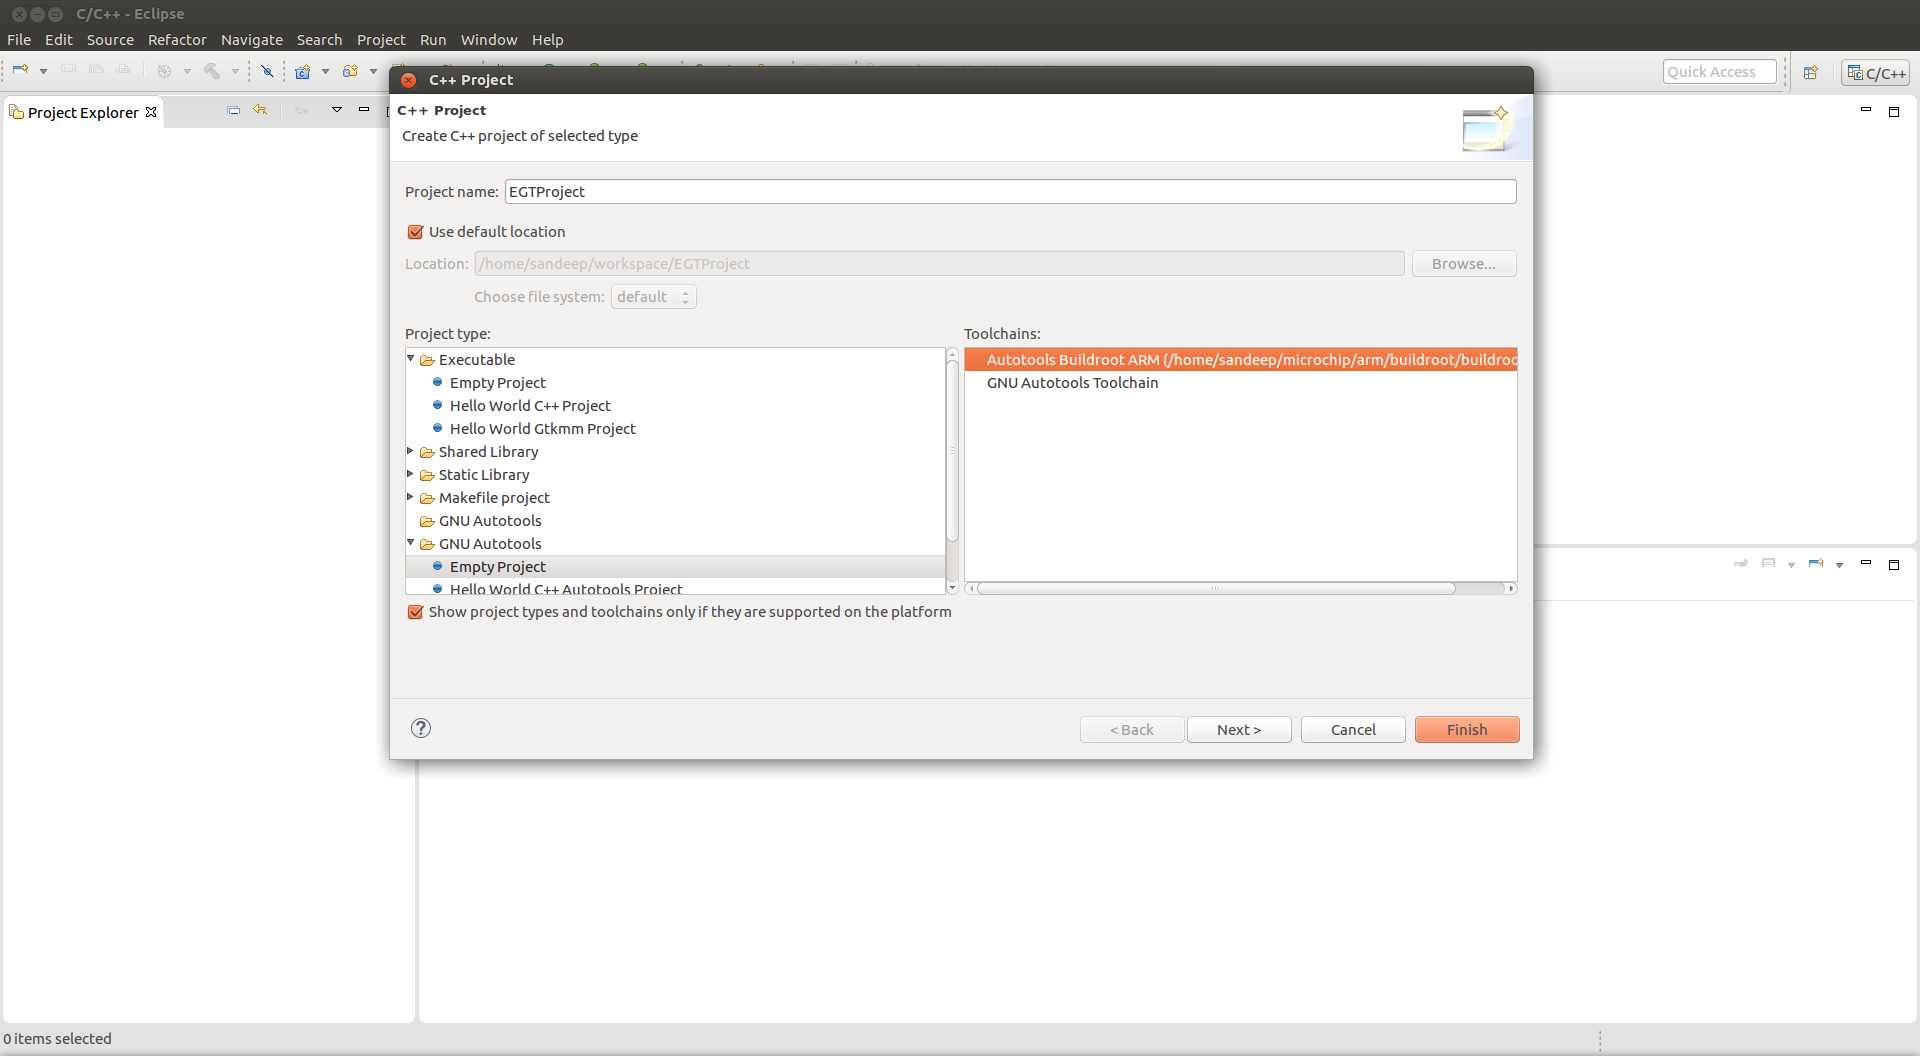 C/C++ - Eclipse
File Edit Source Refactor Navigate Search Project Run Window Help
Quick Access
C/C++
Project Explorer
C++ Project
C++ Project
Create C++ project of selected type
Project name: EGTProject
Use default location
Location: /home/sandeep/workspace/EGTProject Browse...
Choose file system: default
Project type:
Executable
Empty Project
Hello World C++ Project
Hello World Gtkmm Project
Shared Library
Static Library
Makefile project
GNU Autotools
GNU Autotools
Empty Project
Hello World C++ Autotools Project
Toolchains:
Autotools Buildroot ARM (/home/sandeep/microchip/arm/buildroot/buildroo
GNU Autotools Toolchain
Show project types and toolchains only if they are supported on the platform
? < Back Next > Cancel Finish
0 items selected